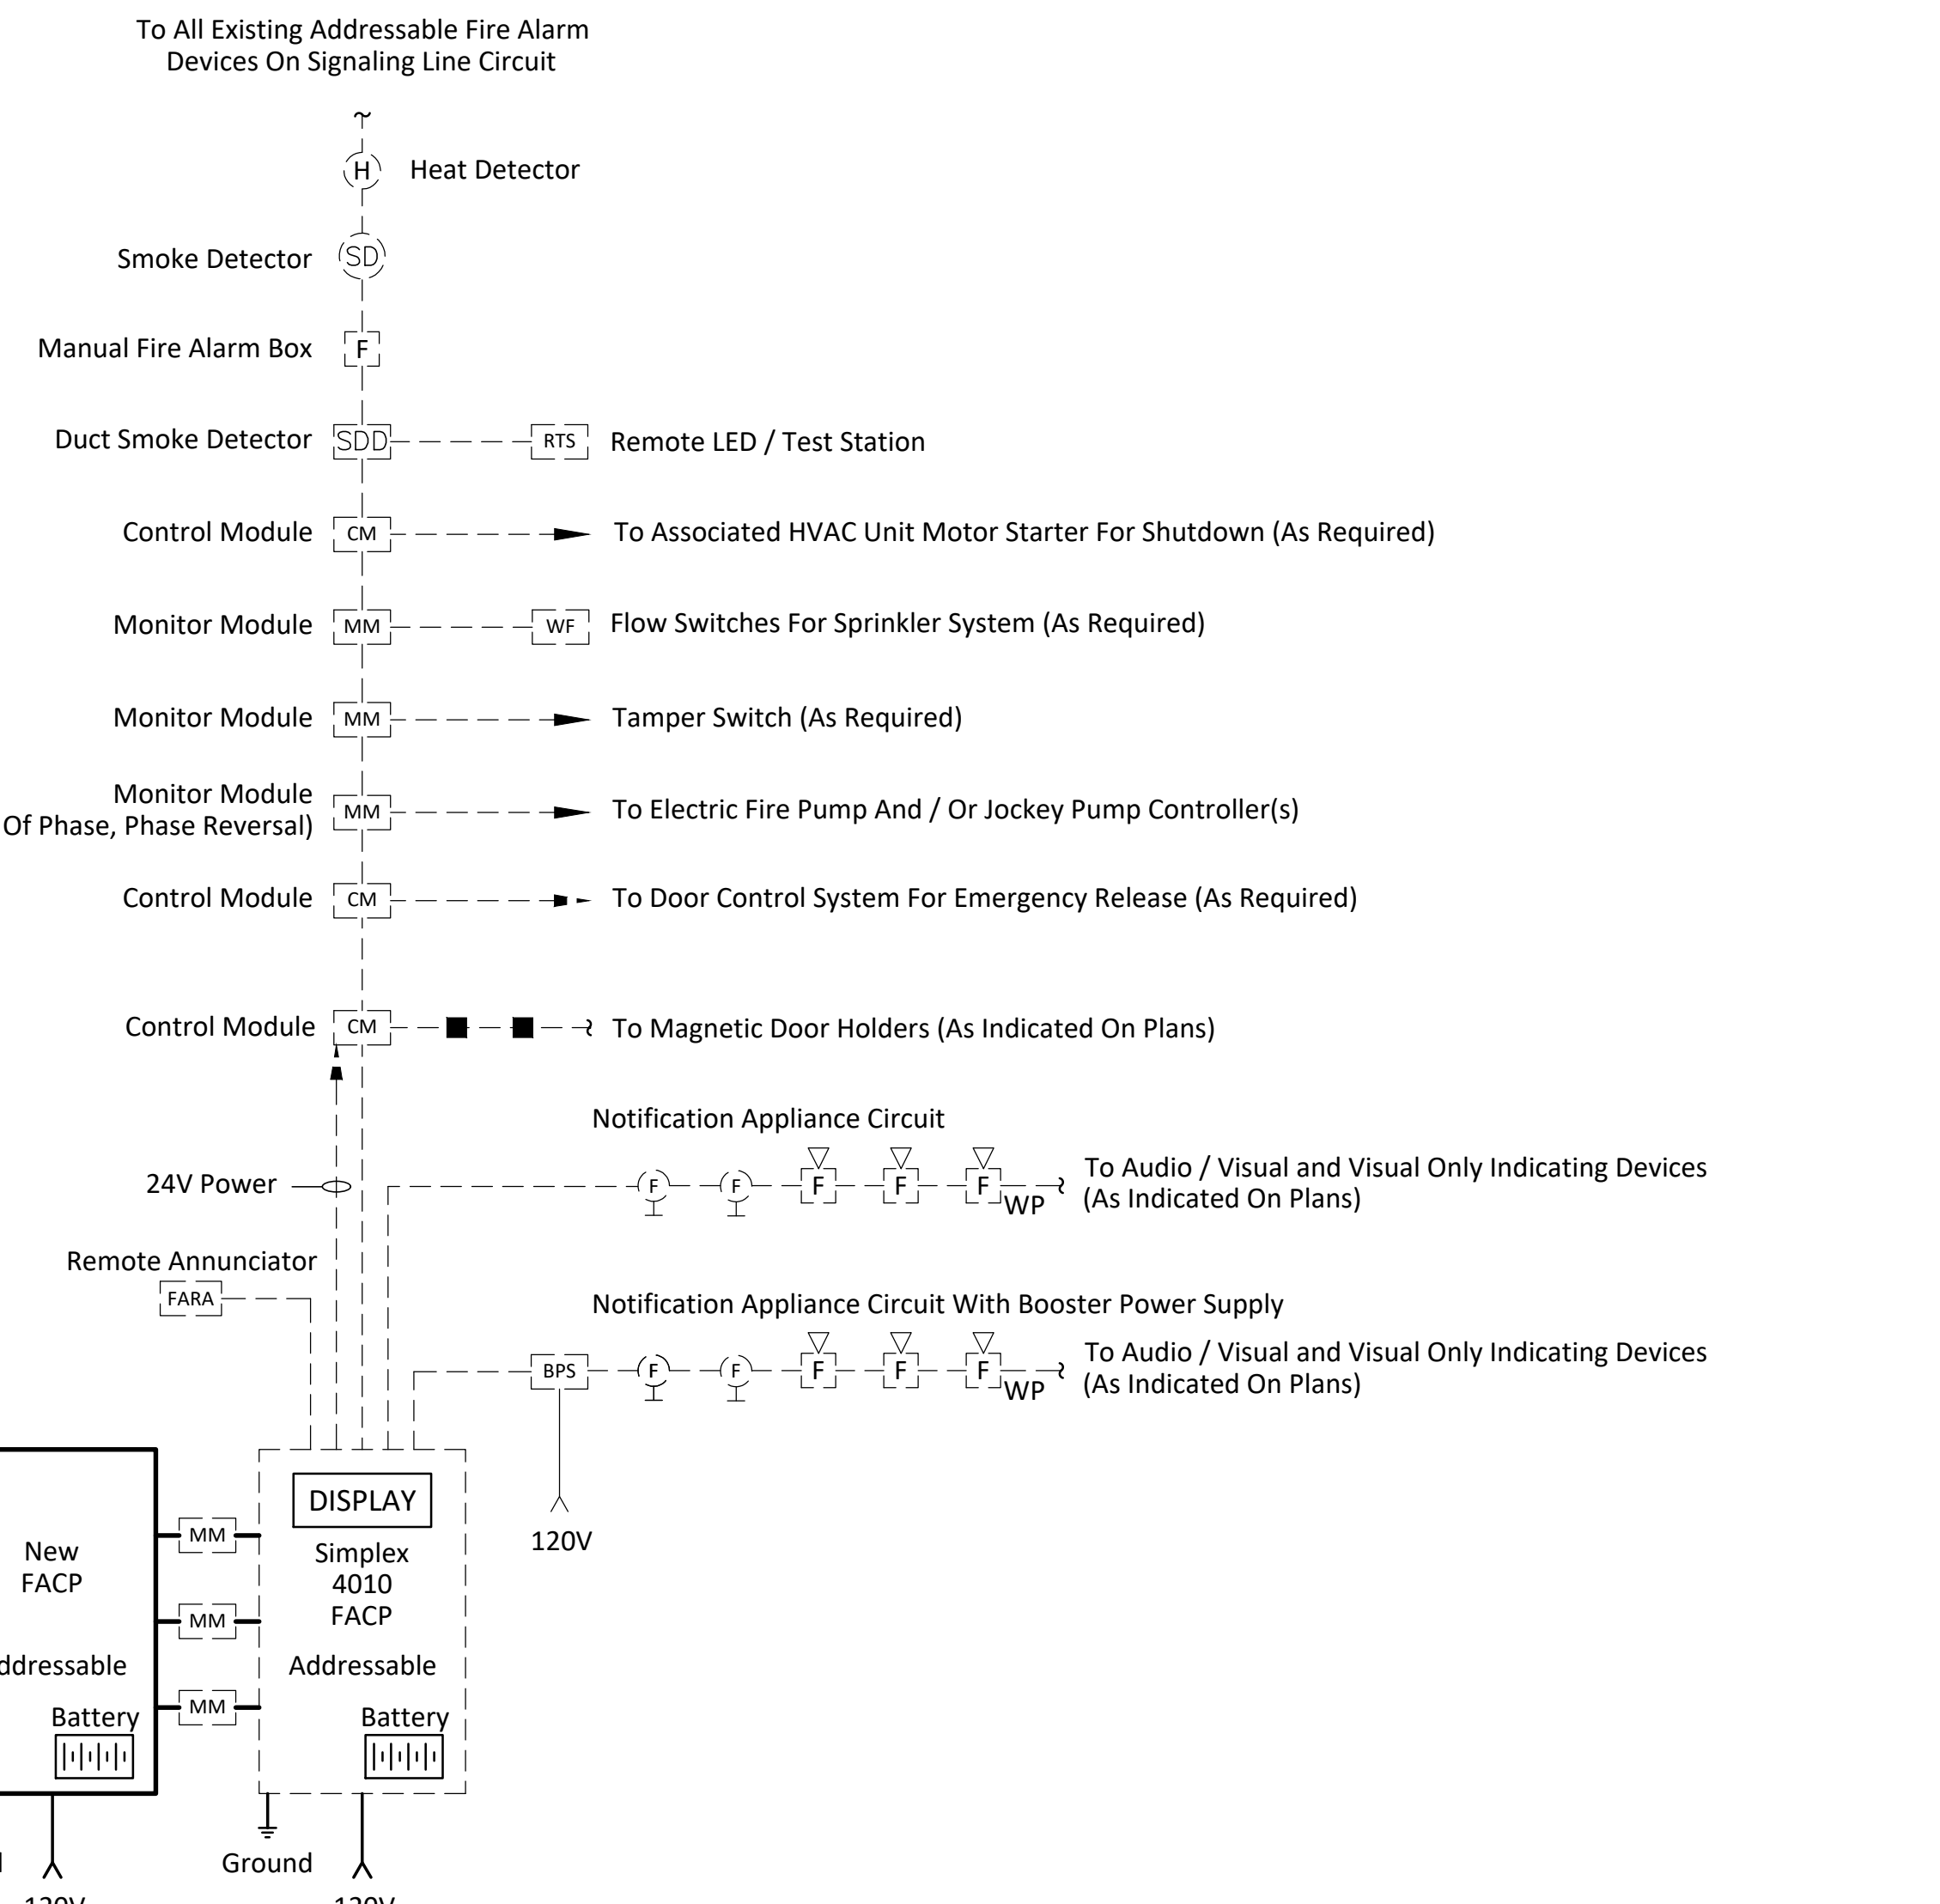 To All Existing Addressable Fire Alarm
Devices On Signaling Line Circuit
H
Heat Detector
Smoke Detector
SD
Manual Fire Alarm Box
F
Duct Smoke Detector
SDD
RTS
Remote LED / Test Station
Control Module
CM
To Associated HVAC Unit Motor Starter For Shutdown (As Required)
Monitor Module
MM
WF
Flow Switches For Sprinkler System (As Required)
Monitor Module
MM
Tamper Switch (As Required)
Monitor Module
Of Phase, Phase Reversal)
MM
To Electric Fire Pump And / Or Jockey Pump Controller(s)
Control Module
CM
To Door Control System For Emergency Release (As Required)
Control Module
CM
To Magnetic Door Holders (As Indicated On Plans)
Notification Appliance Circuit
24V Power
F
F
F
F
F
WP
To Audio / Visual and Visual Only Indicating Devices
(As Indicated On Plans)
Remote Annunciator
FARA
Notification Appliance Circuit With Booster Power Supply
BPS
F
F
F
F
F
WP
To Audio / Visual and Visual Only Indicating Devices
(As Indicated On Plans)
120V
New
FACP
ddressable
Battery
MM
MM
MM
DISPLAY
Simplex
4010
FACP
Addressable
Battery
Ground
120V
120V